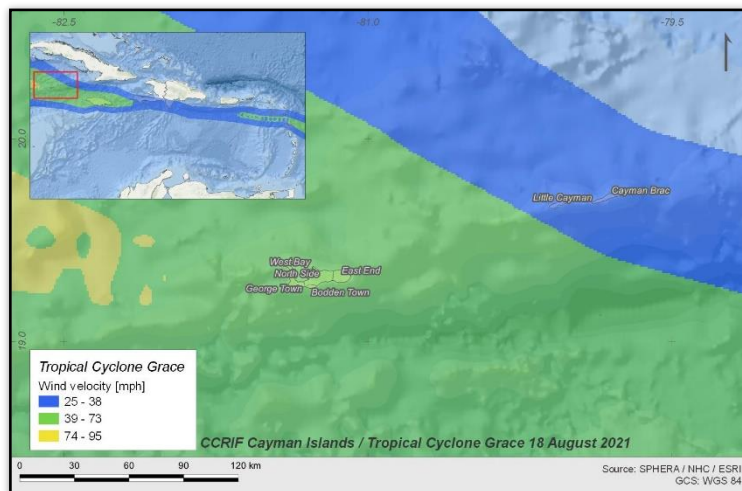 -82.5
-81.0
-79.5
20.0
Little Cayman
Cayman Brac
West Bay
North Side
East End
George Town
Bodden Town
19.0
Tropical Cyclone Grace
Wind velocity [mph]
25 - 38
39 - 73
74 - 95
CCRIF Cayman Islands / Tropical Cyclone Grace 18 August 2021
0 30 60 90 120 km
Source: SPHERA / NHC / ESRI
GCS: WGS 84